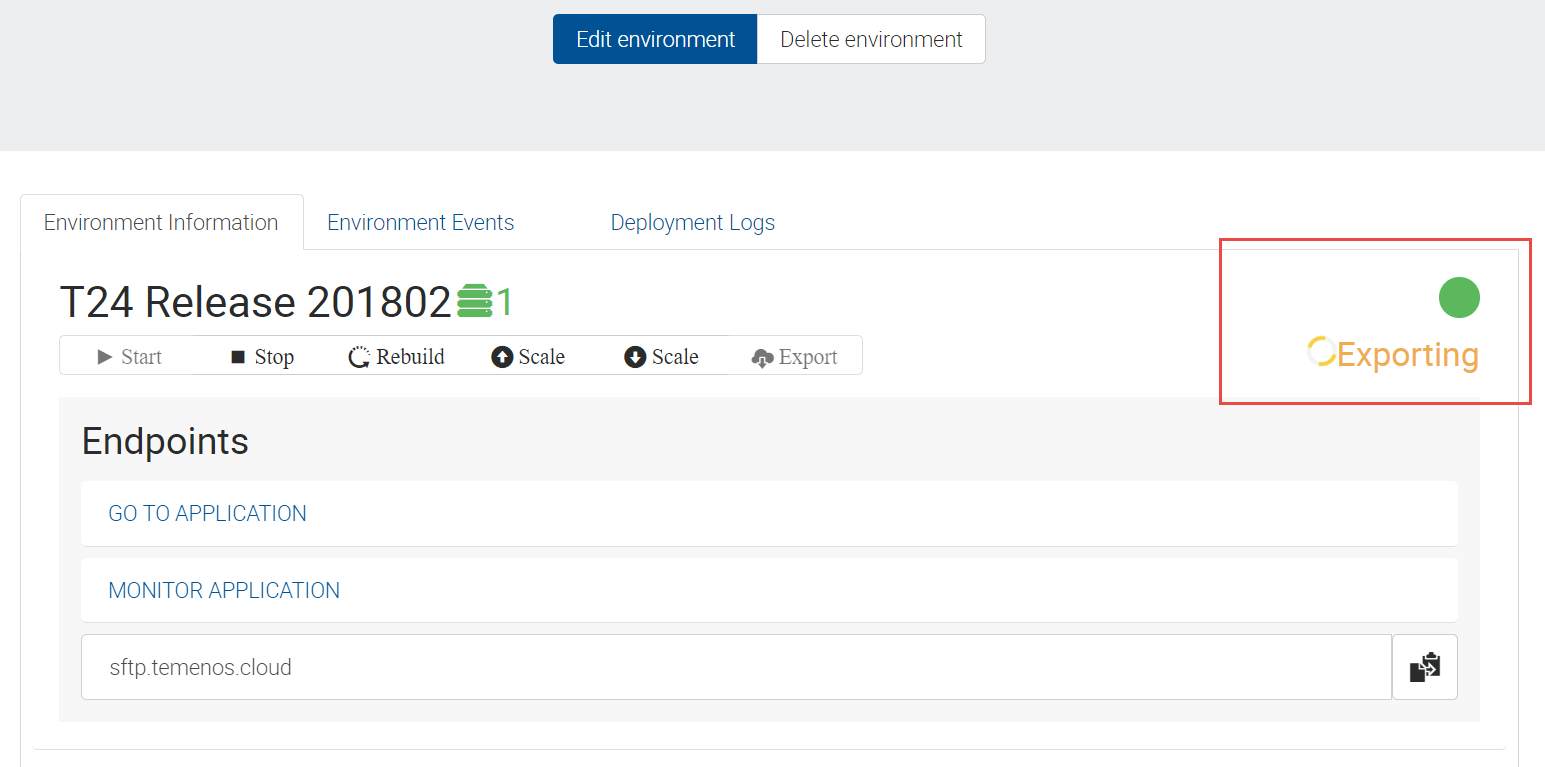 Edit environment Delete environment
Environment Information Environment Events Deployment Logs
T24 Release 201802 1
Start Stop Rebuild Scale Scale Export
Exporting
Endpoints
GO TO APPLICATION
MONITOR APPLICATION
sftp.temenos.cloud